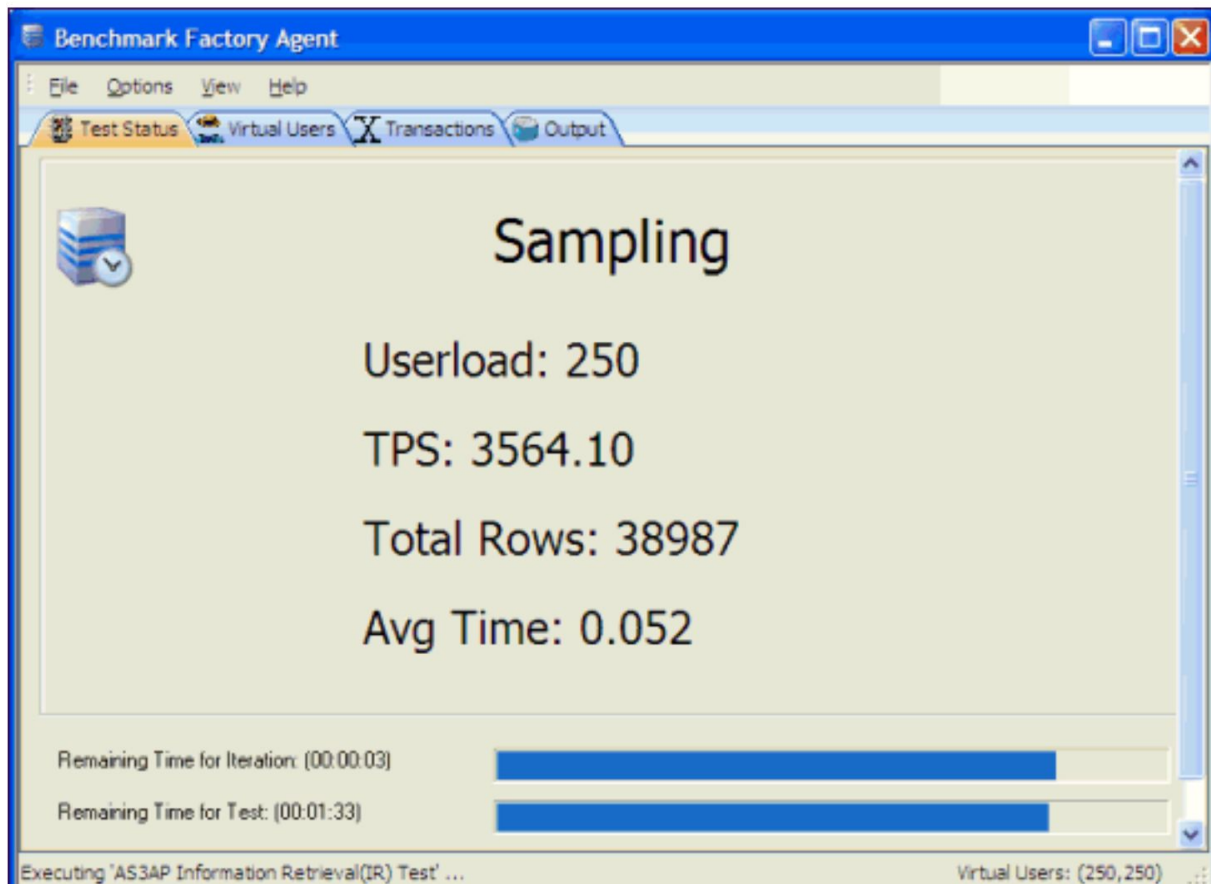 Benchmark Factory Agent
File Options View Help
Test Status Virtual Users Transactions Output
Sampling
Userload: 250
TPS: 3564.10
Total Rows: 38987
Avg Time: 0.052
Remaining Time for Iteration: (00:00:03)
Remaining Time for Test: (00:01:33)
Executing 'AS3AP Information Retrieval(IR) Test' ... Virtual Users: (250,250)